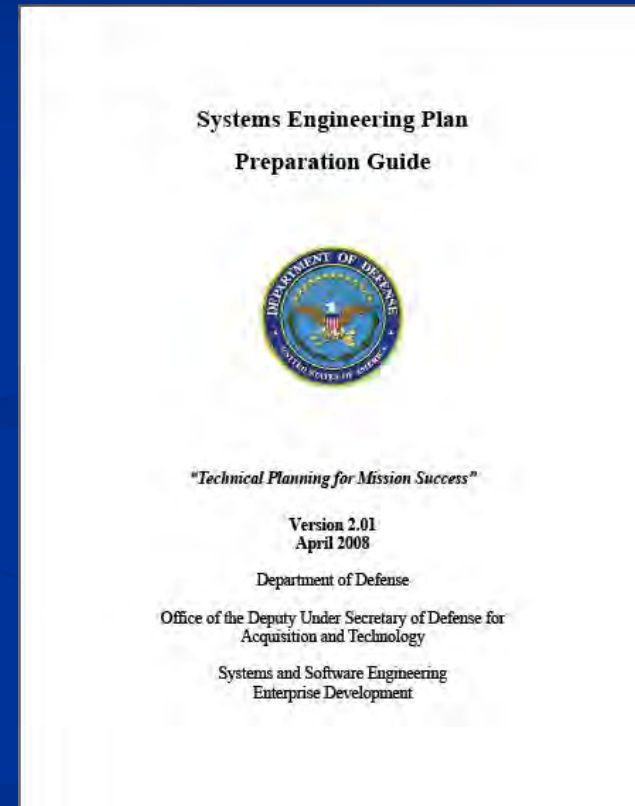 Systems Engineering Plan
Preparation Guide
DEPARTMENT OF DEFENSE
UNITED STATES OF AMERICA
"Technical Planning for Mission Success"
Version 2.01
April 2008
Department of Defense
Office of the Deputy Under Secretary of Defense for
Acquisition and Technology
Systems and Software Engineering
Enterprise Development